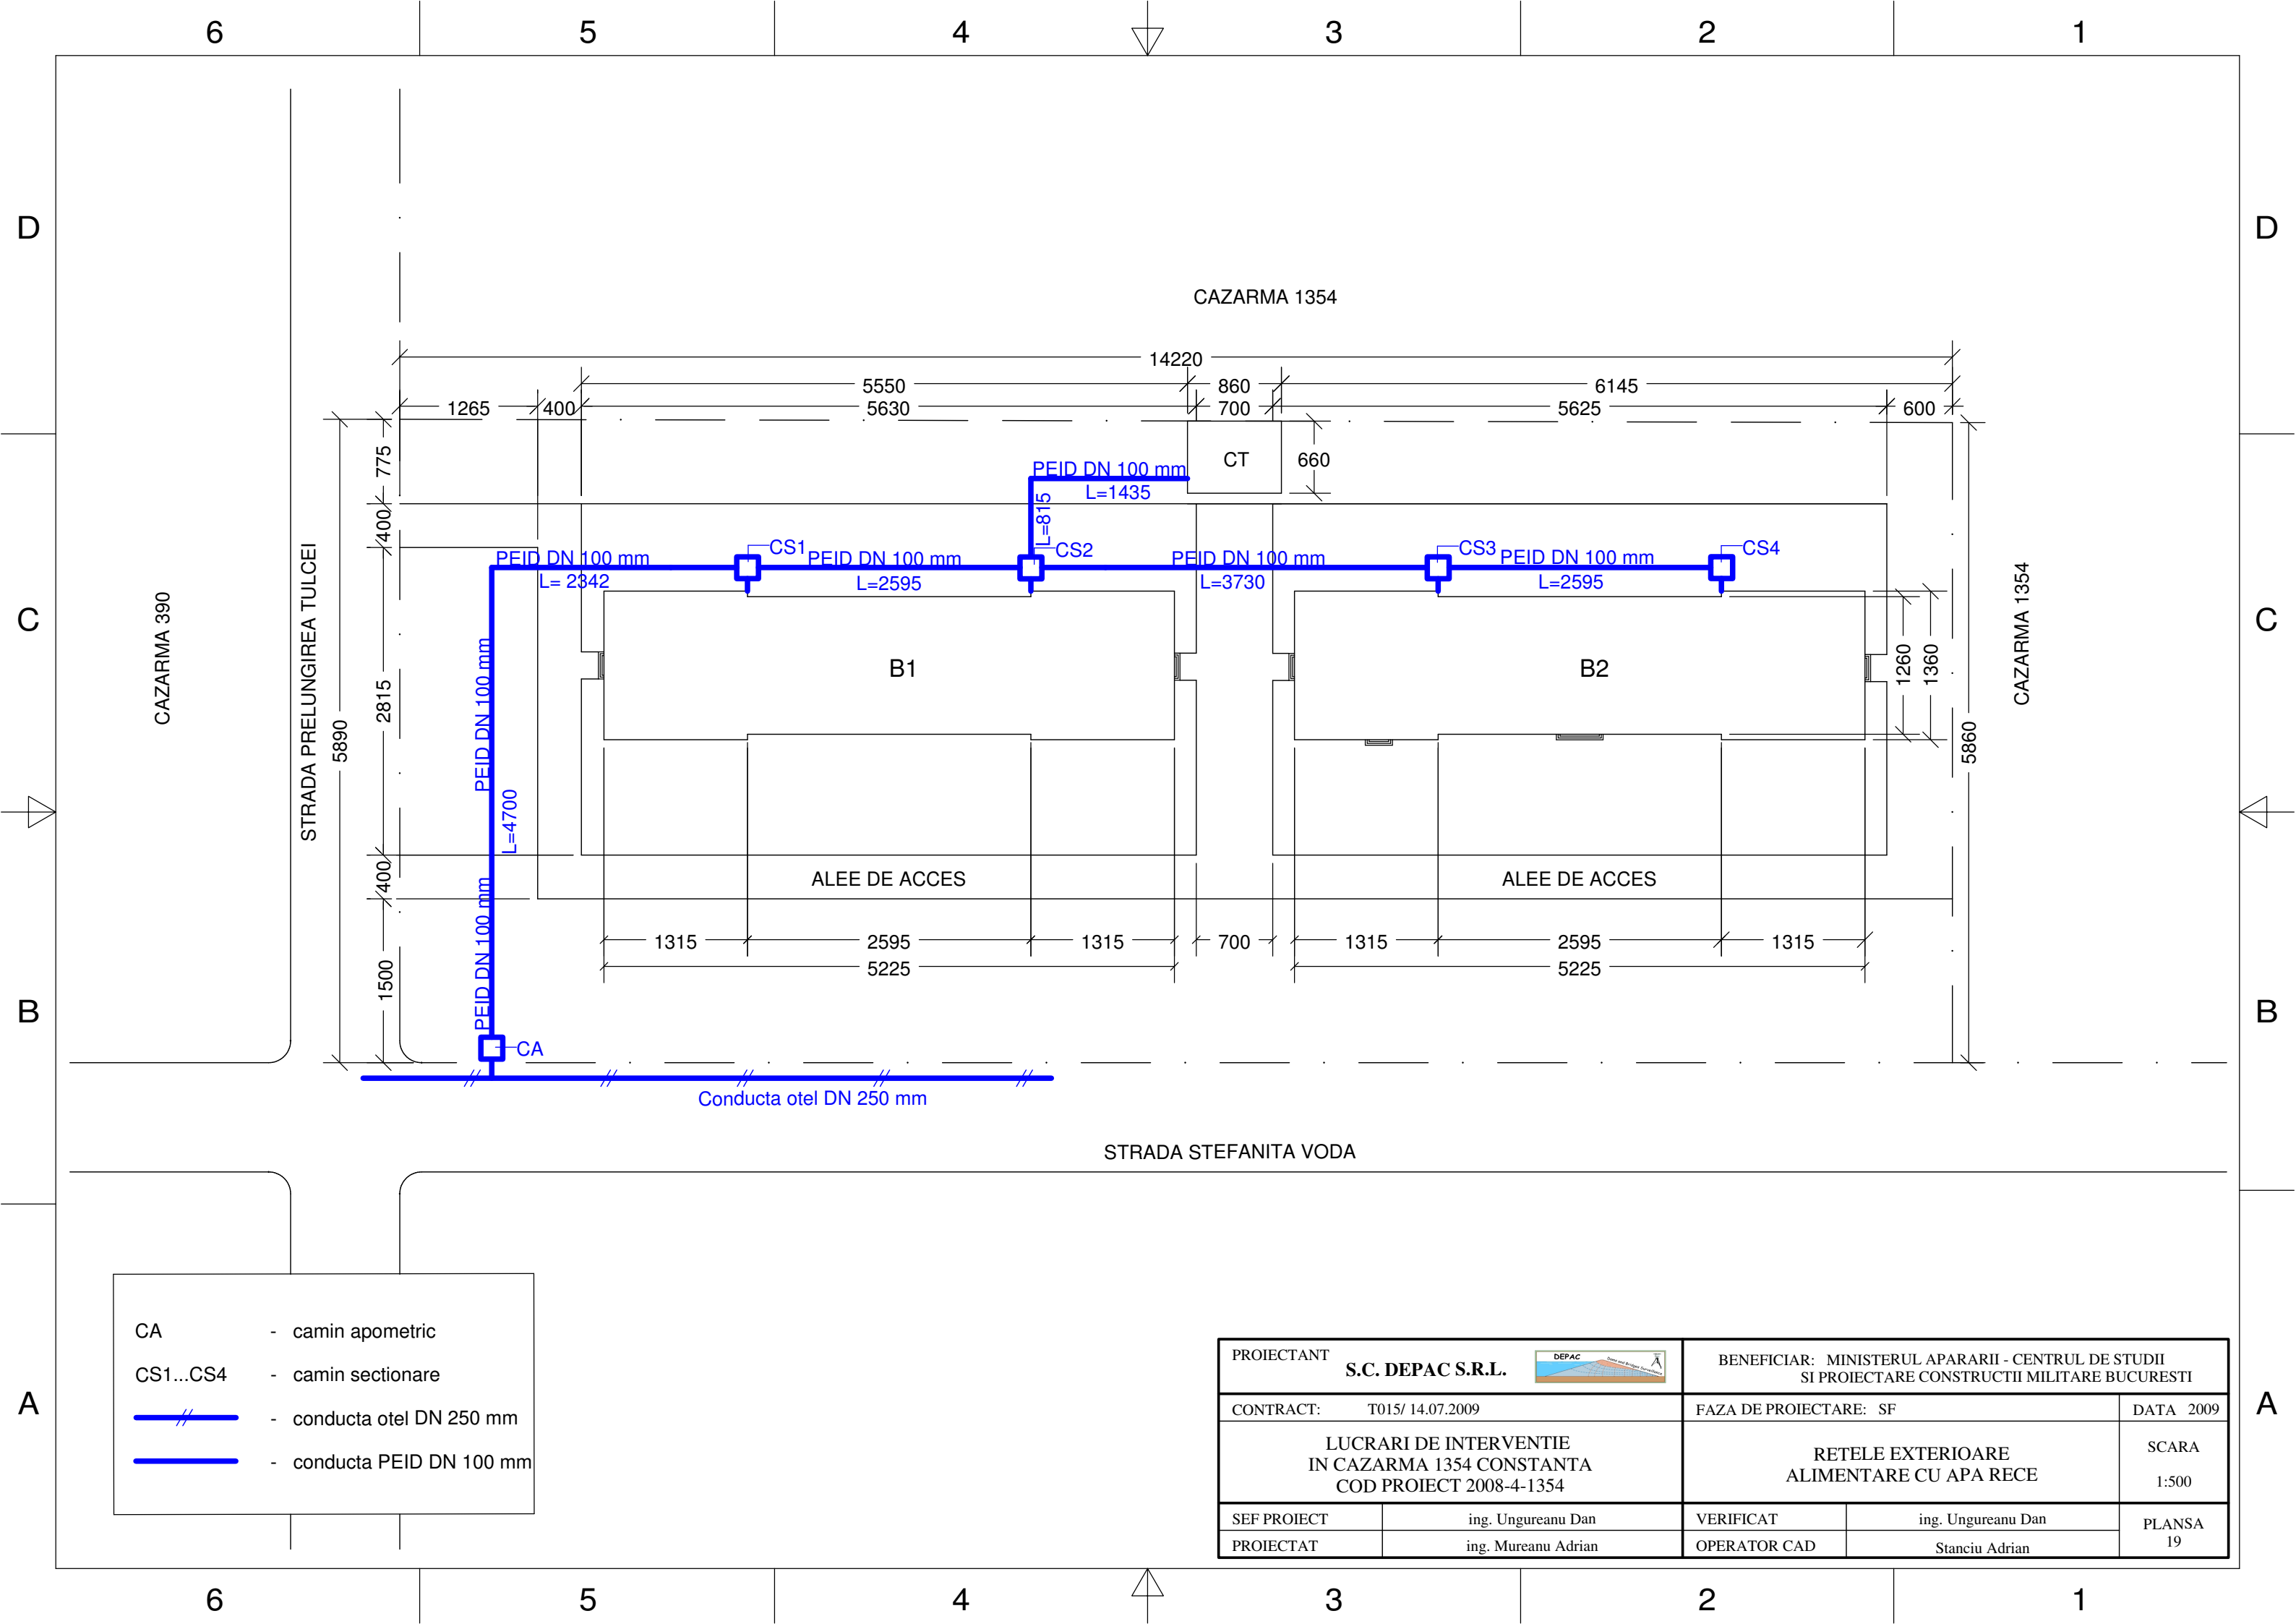 6 5 4 3 2 1
D D
CAZARMA 1354
14220
5550 860 6145
1265 400 5630 700 5625 600
775
CT
660
PEID DN 100 mm
L=1435
L=815
400
CS1
CS2
CS3
CS4
PEID DN 100 mm
L= 2342
PEID DN 100 mm
L=2595
PEID DN 100 mm
L=3730
PEID DN 100 mm
L=2595
C C
CAZARMA 390
STRADA PRELUNGIREA TULCEI
5890
2815
PEID DN 100 mm
L=4700
B1
B2
1260
1360
5860
CAZARMA 1354
400
ALEE DE ACCES
ALEE DE ACCES
PEID DN 100 mm
1500
1315 2595 1315 700 1315 2595 1315
5225 5225
B B
CA
Conducta otel DN 250 mm
STRADA STEFANITA VODA
CA - camin apometric
CS1...CS4 - camin sectionare
- conducta otel DN 250 mm
- conducta PEID DN 100 mm
A A
PROIECTANT
S.C. DEPAC S.R.L.
DEPAC
BENEFICIAR: MINISTERUL APARARII - CENTRUL DE STUDII
SI PROIECTARE CONSTRUCTII MILITARE BUCURESTI
CONTRACT: T015/ 14.07.2009
FAZA DE PROIECTARE: SF
DATA 2009
LUCRARI DE INTERVENTIE
IN CAZARMA 1354 CONSTANTA
COD PROIECT 2008-4-1354
RETELE EXTERIOARE
ALIMENTARE CU APA RECE
SCARA
1:500
SEF PROIECT ing. Ungureanu Dan
VERIFICAT ing. Ungureanu Dan
PROIECTAT ing. Mureanu Adrian
OPERATOR CAD Stanciu Adrian
PLANSA
19
6 5 4 3 2 1